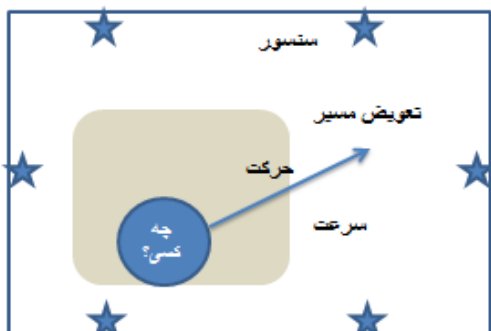 سنسور
تعویض مسیر
حرکت
سرعت
چه
کسی؟